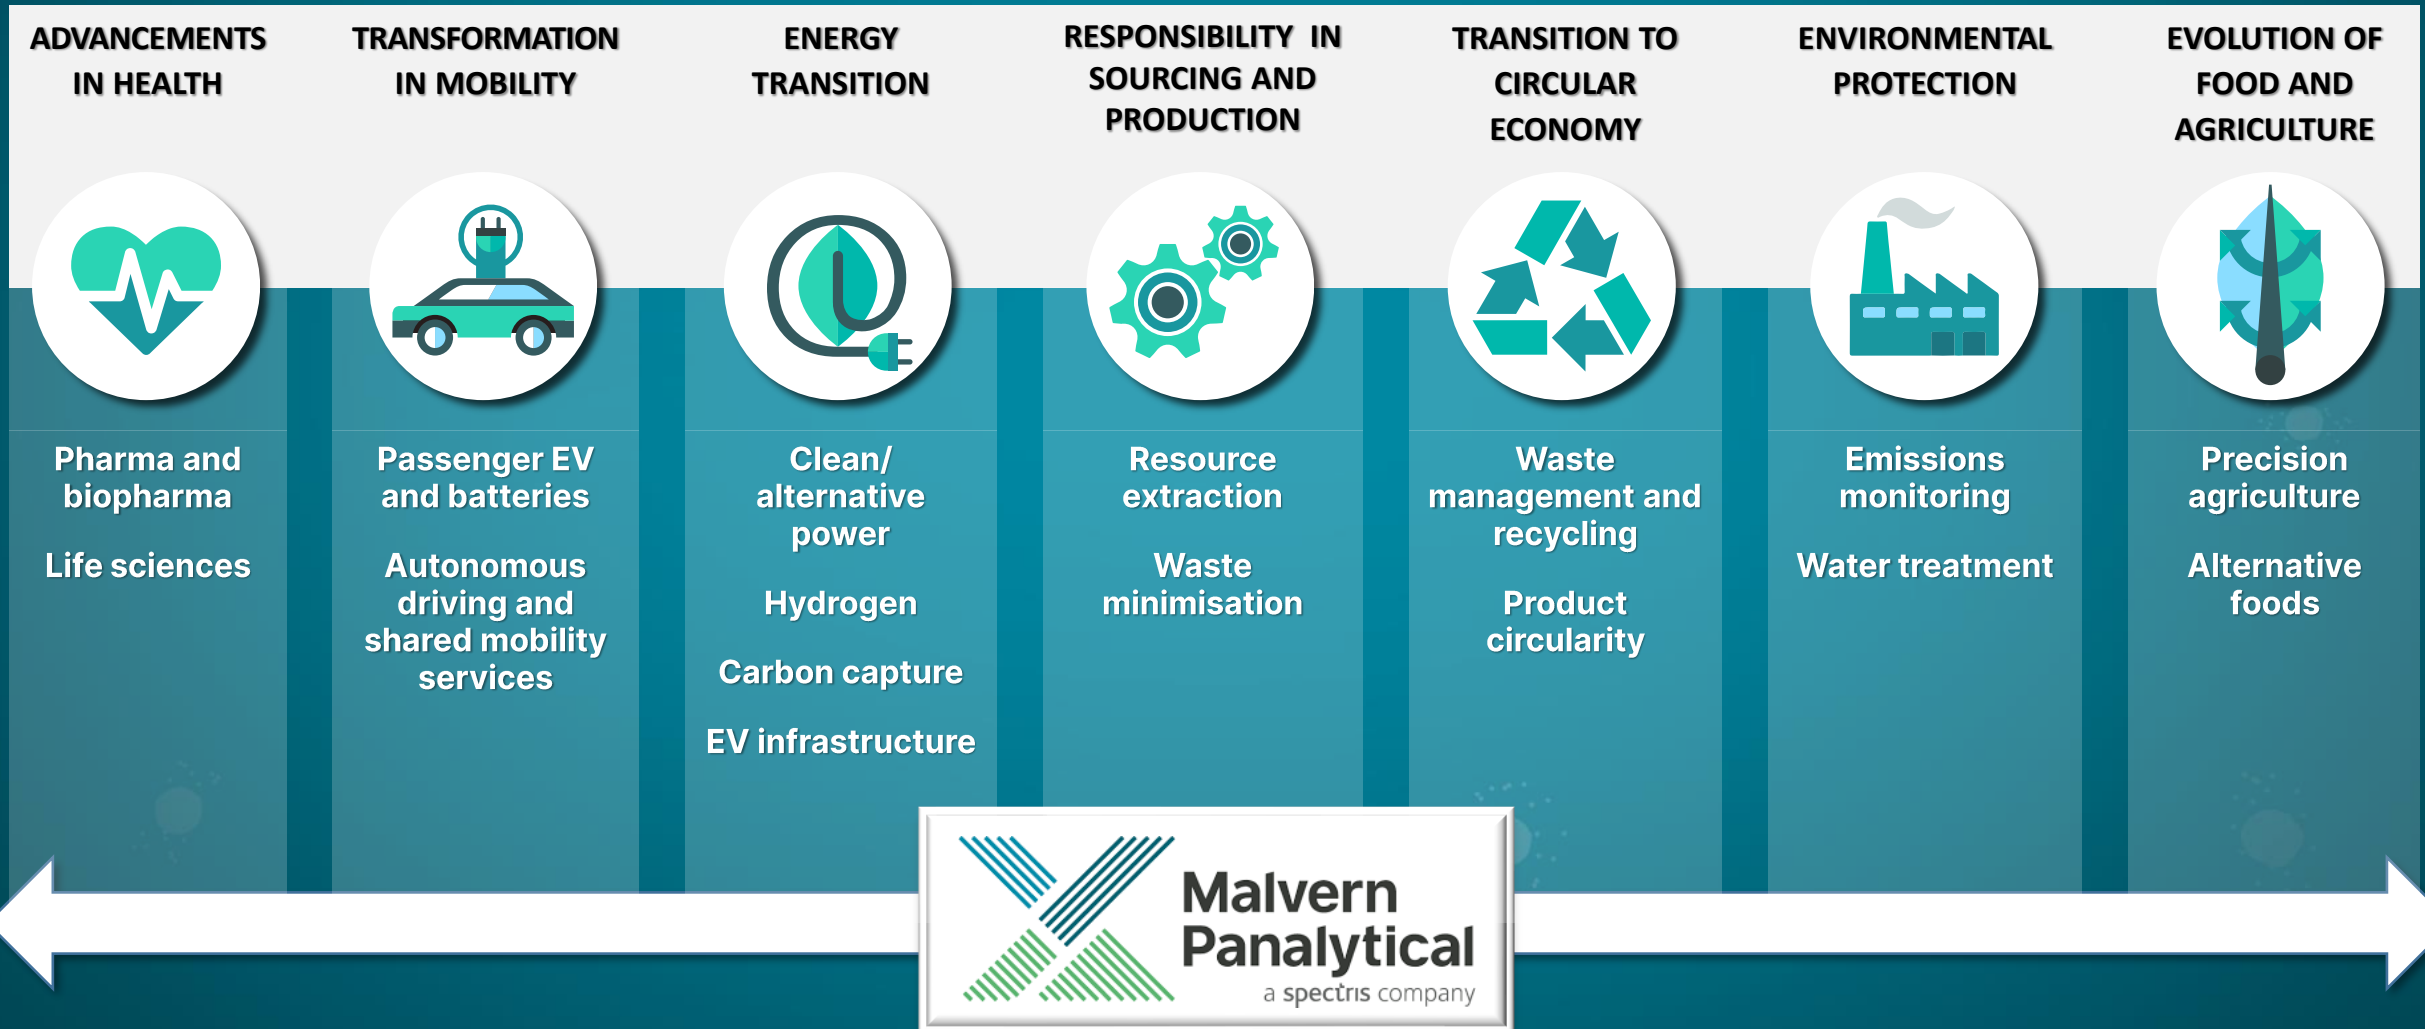 ADVANCEMENTS
IN HEALTH
TRANSFORMATION
IN MOBILITY
ENERGY
TRANSITION
RESPONSIBILITY IN
SOURCING AND
PRODUCTION
TRANSITION TO
CIRCULAR
ECONOMY
ENVIRONMENTAL
PROTECTION
EVOLUTION OF
FOOD AND
AGRICULTURE
Pharma and
biopharma
Life sciences
Passenger EV
and batteries
Autonomous
driving and
shared mobility
services
Clean/
alternative
power
Hydrogen
Carbon capture
EV infrastructure
Resource
extraction
Waste
minimisation
Waste
management and
recycling
Product
circularity
Emissions
monitoring
Water treatment
Precision
agriculture
Alternative
foods
Malvern
Panalytical
a spectris company